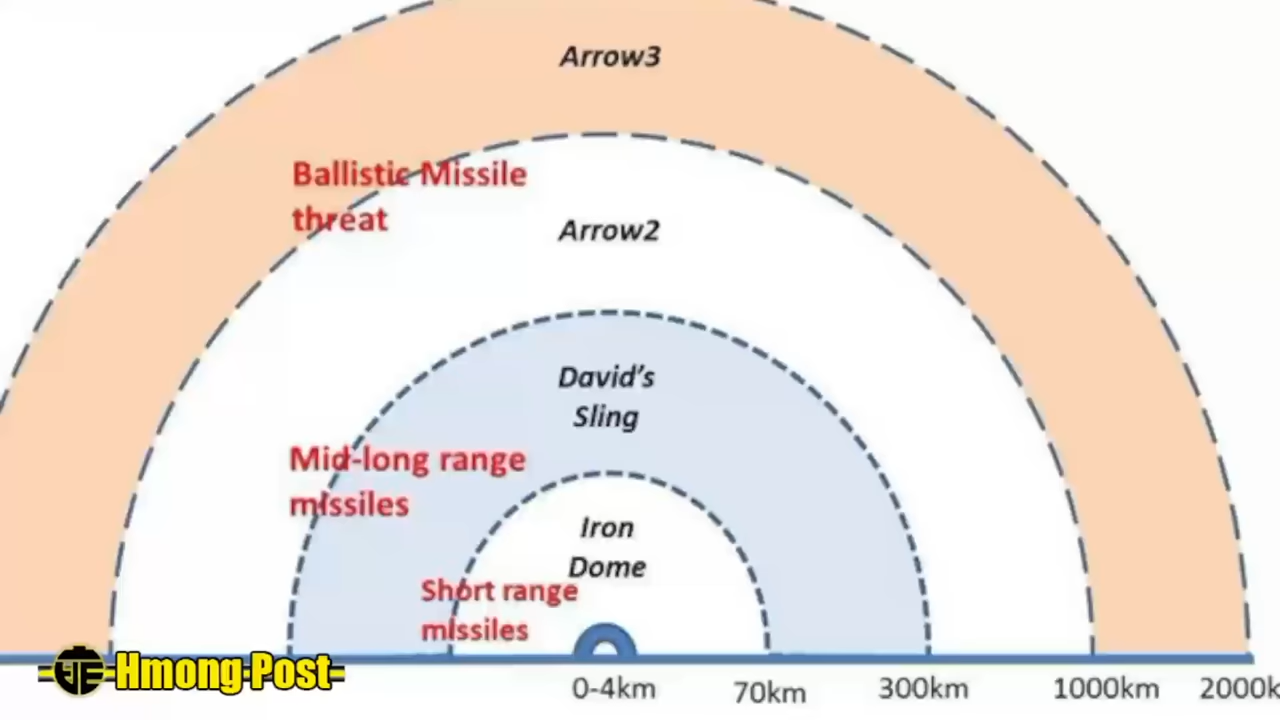 Arrow3
Ballistic Missile
threat
Arrow2
David's
Sling
Mid-long range
missiles
Iron
Dome
Short range
missiles
Hmong Post
0-4km
70km
300km
1000km
2000k